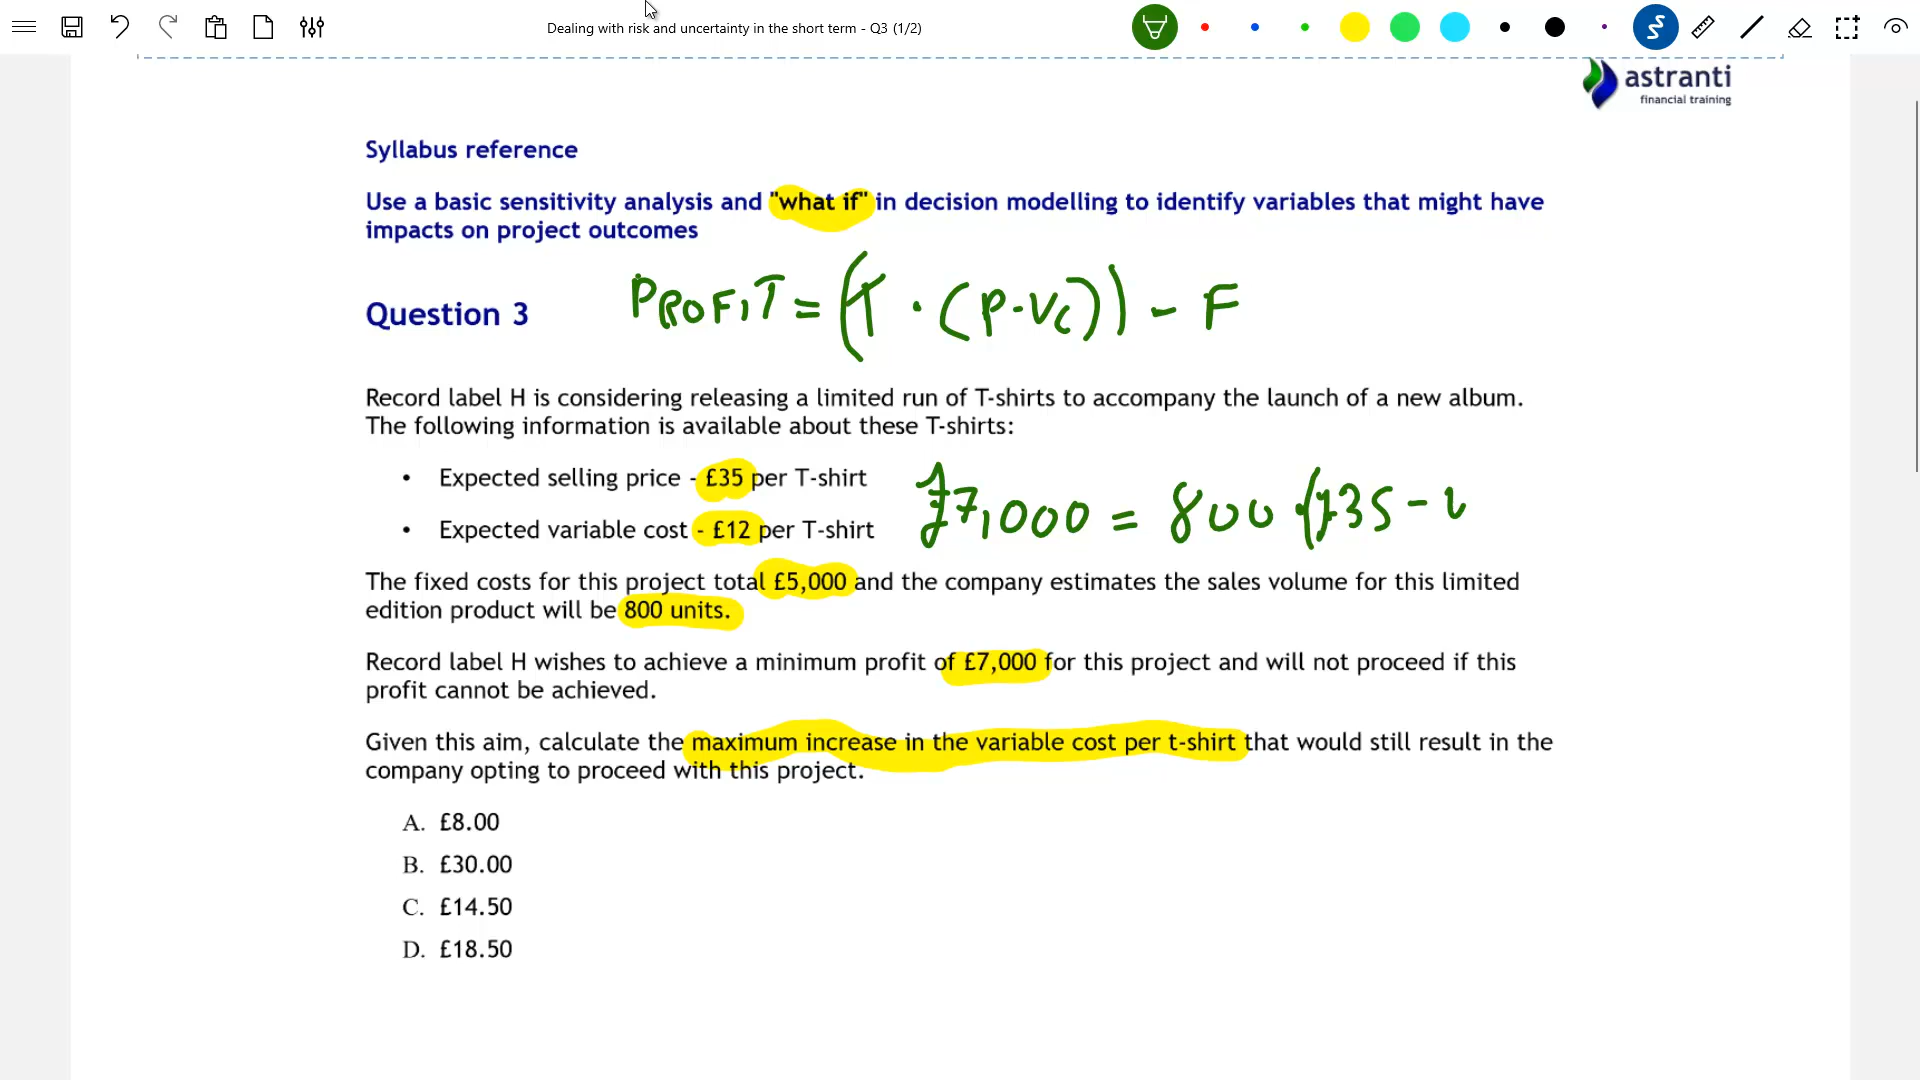 Dealing with risk and uncertainty in the short term - Q3 (1/2)
astranti
financial training
Syllabus reference
Use a basic sensitivity analysis and "what if" in decision modelling to identify variables that might have
impacts on project outcomes
PROFIT = (T · (P-VC)) - F
Question 3
Record label H is considering releasing a limited run of T-shirts to accompany the launch of a new album.
The following information is available about these T-shirts:
• Expected selling price - £35 per T-shirt
• Expected variable cost - £12 per T-shirt
£7,000 = 800 · (£35 - v
The fixed costs for this project total £5,000 and the company estimates the sales volume for this limited
edition product will be 800 units.
Record label H wishes to achieve a minimum profit of £7,000 for this project and will not proceed if this
profit cannot be achieved.
Given this aim, calculate the maximum increase in the variable cost per t-shirt that would still result in the
company opting to proceed with this project.
A. £8.00
B. £30.00
C. £14.50
D. £18.50